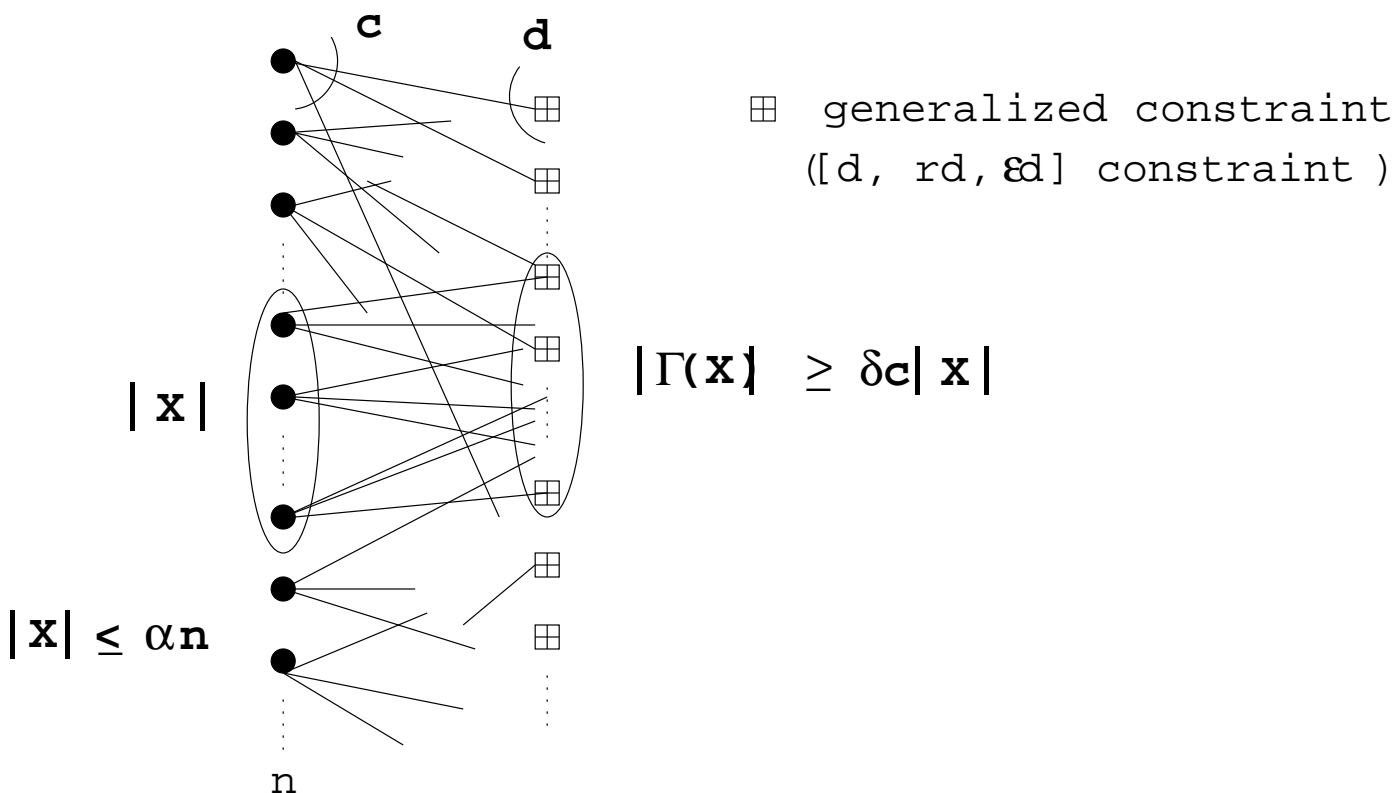 c
d
⊞ generalized constraint
([d, rd, εd] constraint )
|Γ(x)| ≥ δc| x |
| x |
|x| ≤ αn
n